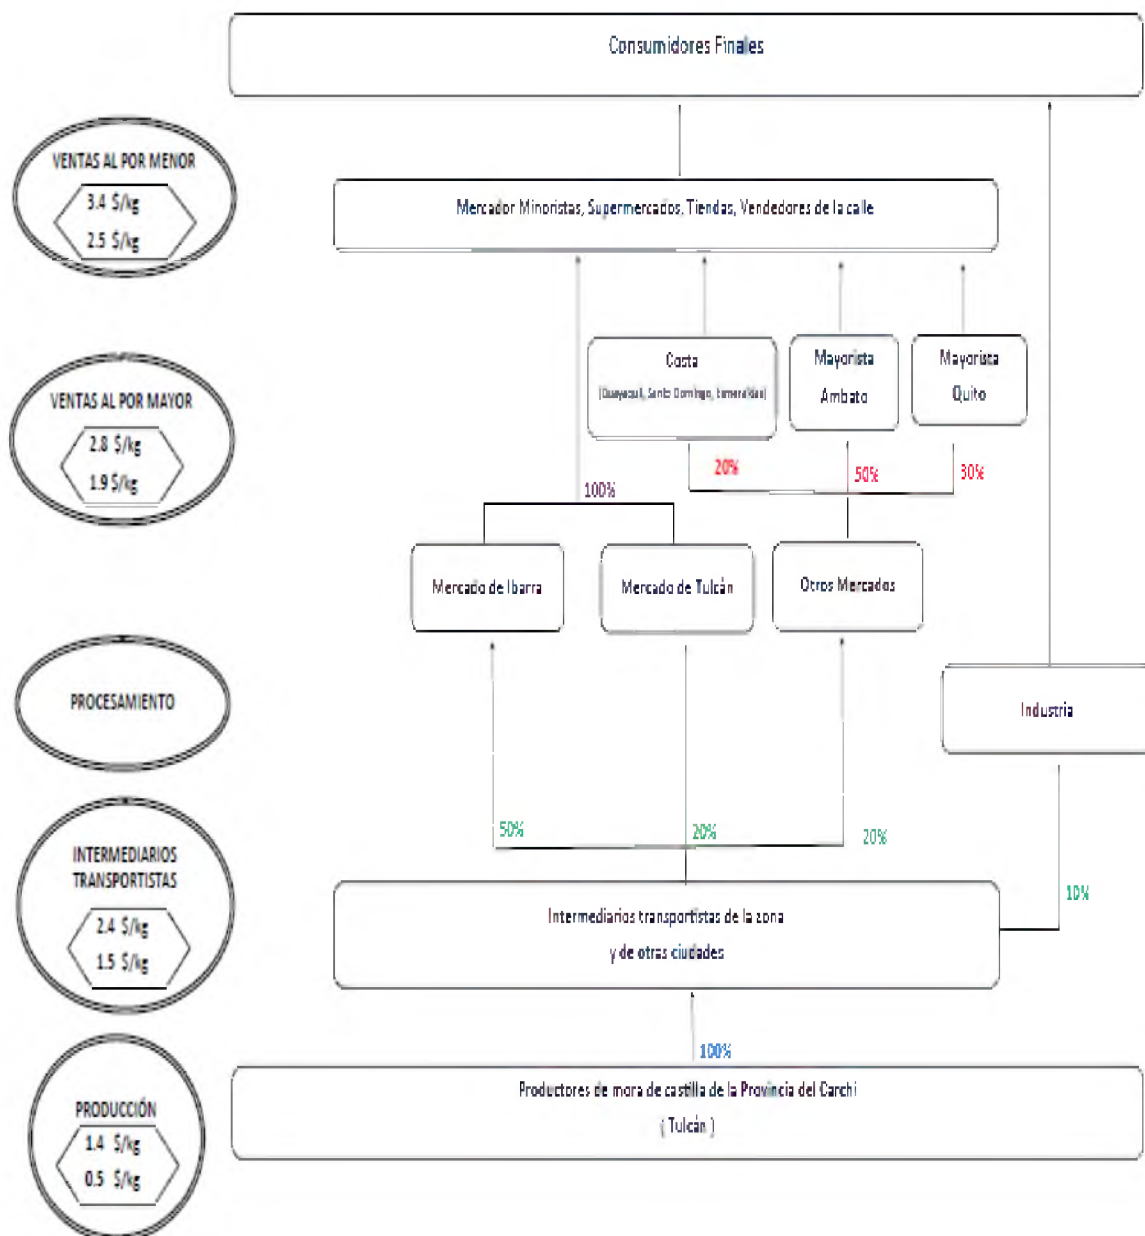 Consumidores Finales
VENTAS AL POR MENOR
3.4 $/kg
2.5 $/kg
Mercador Minoristas, Supermercados, Tiendas, Vendedores de la calle
Costa
(Guayaquil, Santo Domingo, Esmeraldas)
Mayorista
Ambato
Mayorista
Quito
VENTAS AL POR MAYOR
2.8 $/kg
1.9 $/kg
20%
50%
30%
100%
Mercado de Ibarra
Mercado de Tulcán
Otros Mercados
PROCESAMIENTO
Industria
50%
20%
20%
10%
INTERMEDIARIOS
TRANSPORTISTAS
2.4 $/kg
1.5 $/kg
Intermediarios transportistas de la zona
y de otras ciudades
100%
PRODUCCIÓN
1.4 $/kg
0.5 $/kg
Productores de mora de castilla de la Provincia del Carchi
( Tulcán )